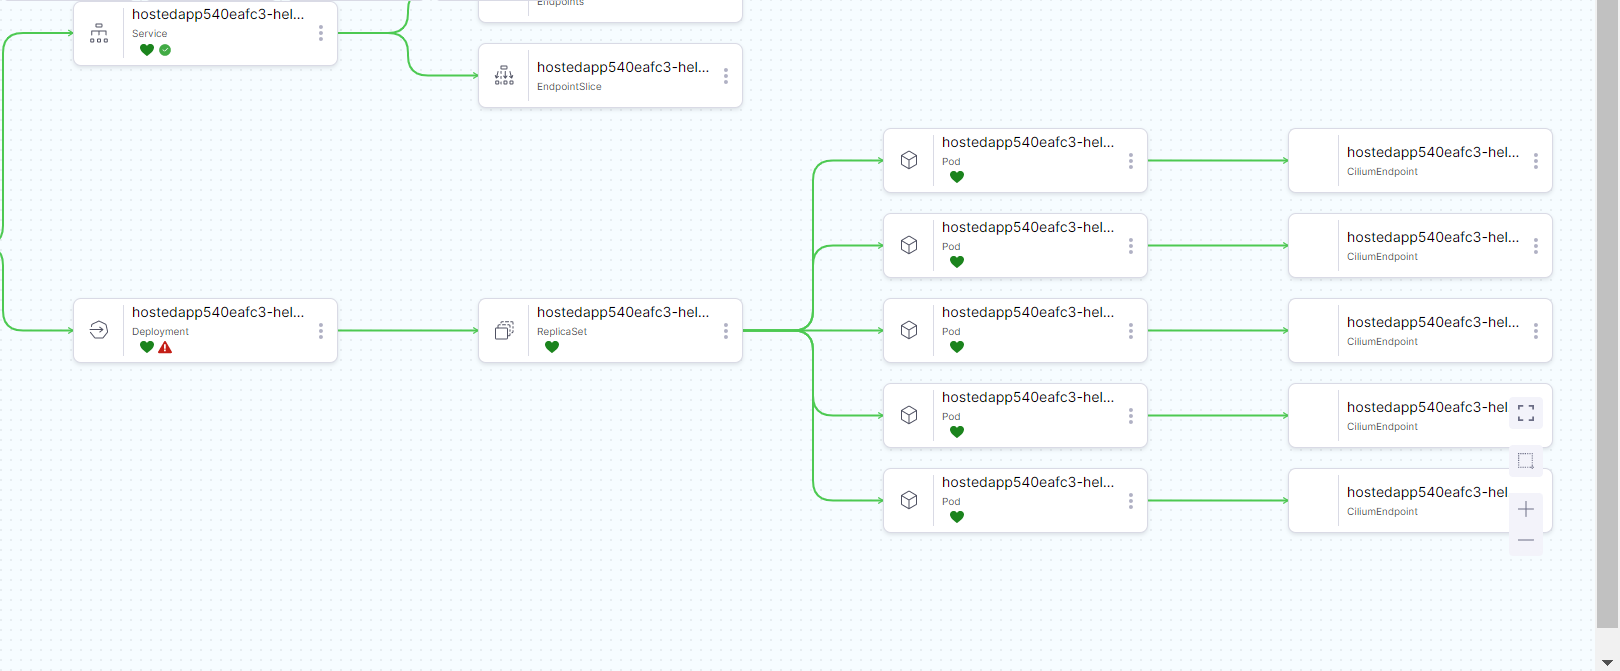 hostedapp540eafc3-hel...
Service
Endpoints
hostedapp540eafc3-hel...
EndpointSlice
hostedapp540eafc3-hel...
Deployment
hostedapp540eafc3-hel...
ReplicaSet
hostedapp540eafc3-hel...
Pod
hostedapp540eafc3-hel...
CiliumEndpoint
hostedapp540eafc3-hel...
Pod
hostedapp540eafc3-hel...
CiliumEndpoint
hostedapp540eafc3-hel...
Pod
hostedapp540eafc3-hel...
CiliumEndpoint
hostedapp540eafc3-hel...
Pod
hostedapp540eafc3-hel
CiliumEndpoint
hostedapp540eafc3-hel...
Pod
hostedapp540eafc3-hel
CiliumEndpoint